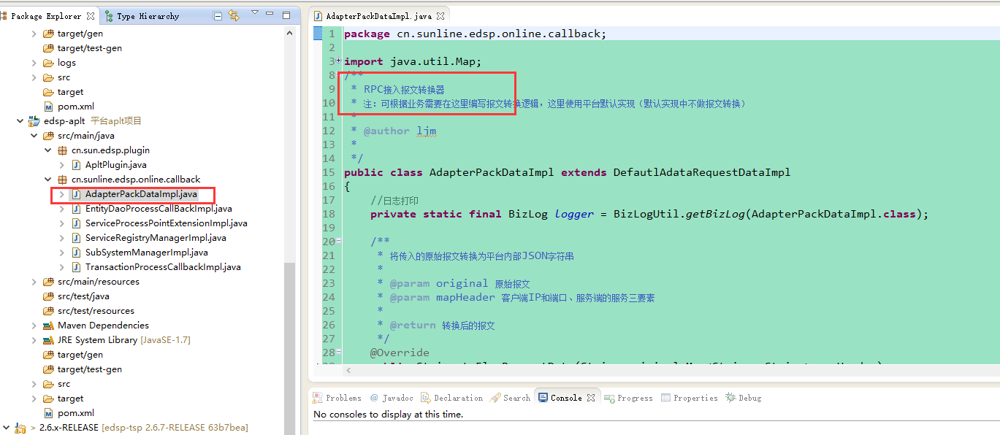 Package Explorer
Type Hierarchy
target/gen
target/test-gen
logs
src
target
pom.xml
edsp-aplt 平台aplt项目
src/main/java
cn.sun.edsp.plugin
ApltPlugin.java
cn.sunline.edsp.online.callback
AdapterPackDataImpl.java
EntityDaoProcessCallBackImpl.java
ServiceProcessPointExtensionImpl.java
ServiceRegistryManagerImpl.java
SubSystemManagerImpl.java
TransactionProcessCallbackImpl.java
src/main/resources
src/test/java
src/test/resources
Maven Dependencies
JRE System Library [JavaSE-1.7]
target/gen
target/test-gen
src
target
pom.xml
> 2.6.x-RELEASE [edsp-tsp 2.6.7-RELEASE 63b7bea]
AdapterPackDataImpl.java
1 package cn.sunline.edsp.online.callback;
2
3 import java.util.Map;
8 /**
9 * RPC接入报文转换器
10 * 注：可根据业务需要在这里编写报文转换逻辑，这里使用平台默认实现（默认实现中不做报文转换）
11 *
12 * @author ljm
13 *
14 */
15 public class AdapterPackDataImpl extends DefautlAdataRequestDataImpl
16 {
17 //日志打印
18 private static final BizLog logger = BizLogUtil.getBizLog(AdapterPackDataImpl.class);
19
20 /**
21 * 将传入的原始报文转换为平台内部JSON字符串
22 *
23 * @param original 原始报文
24 * @param mapHeader 客户端IP和端口、服务端的服务三要素
25 *
26 * @return 转换后的报文
27 */
28 @Override
Problems
@ Javadoc
Declaration
Search
Console
Progress
Properties
Debug
No consoles to display at this time.